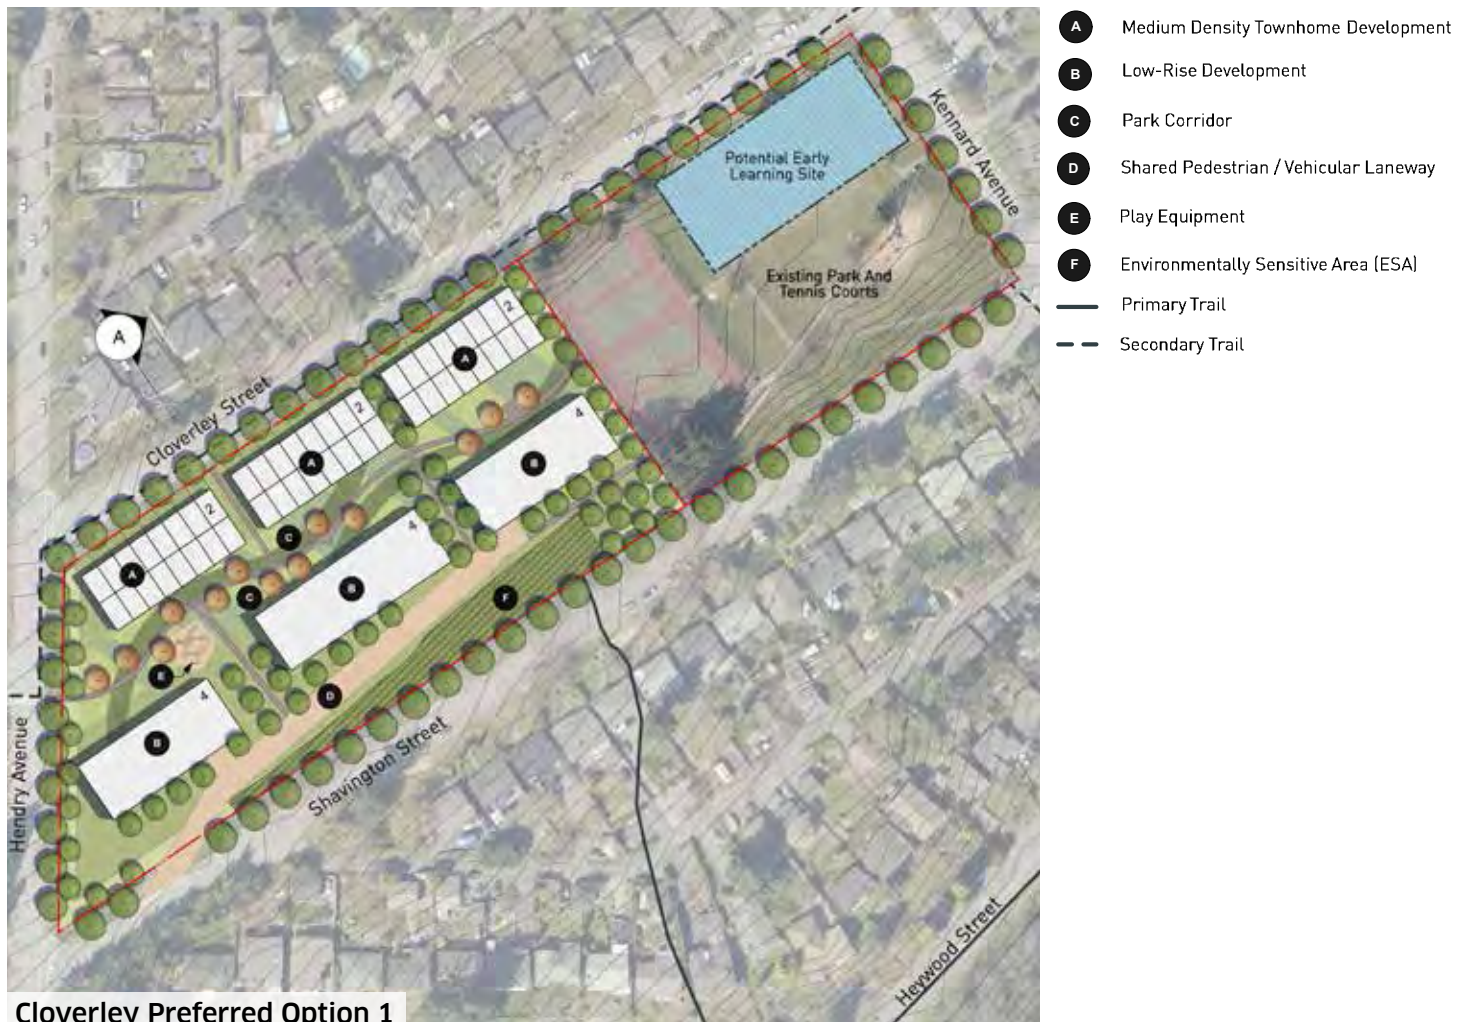 A Medium Density Townhome Development
B Low-Rise Development
C Park Corridor
D Shared Pedestrian / Vehicular Laneway
E Play Equipment
F Environmentally Sensitive Area (ESA)
Primary Trail
Secondary Trail
Kennard Avenue
Potential Early
Learning Site
Existing Park And
Tennis Courts
A
Cloverley Street
2
A
2
A
2
A
4
B
4
B
4
B
C
C
F
E
D
Hendry Avenue
Shavington Street
Heywood Street
Cloverley Preferred Option 1